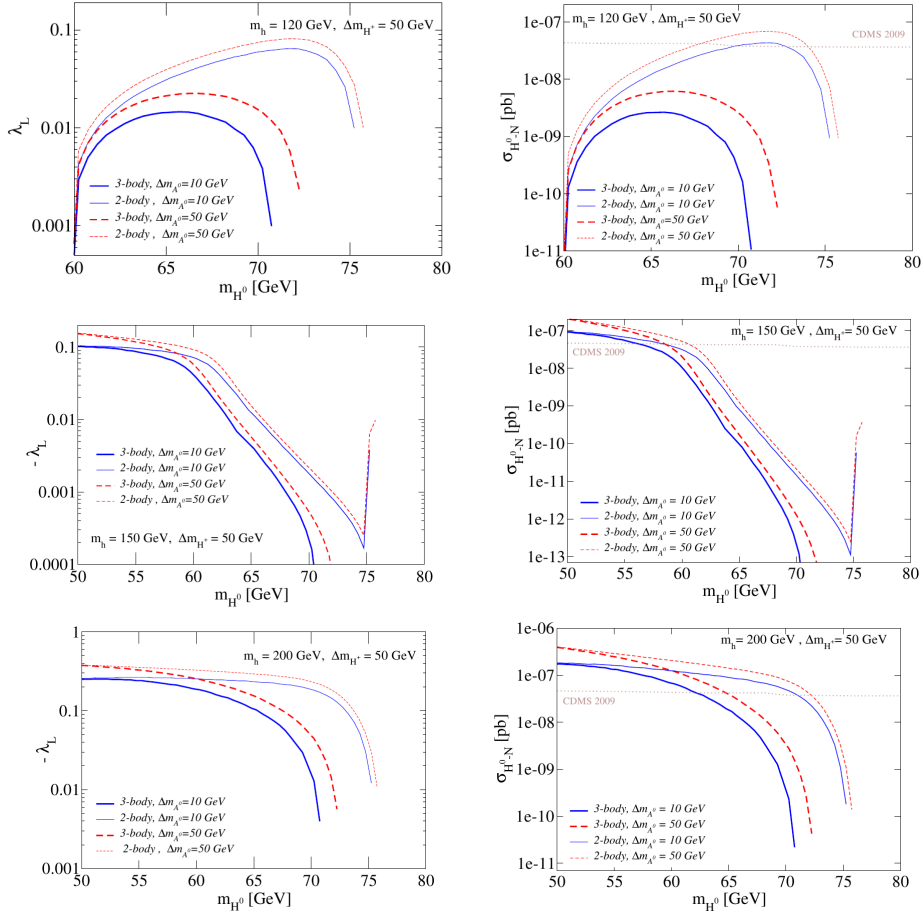 m_h = 120 GeV, Δm_H⁺ = 50 GeV
0.1
0.01
0.001
λ_L
3-body, Δm_A⁰=10 GeV
2-body , Δm_A⁰=10 GeV
3-body, Δm_A⁰=50 GeV
2-body , Δm_A⁰=50 GeV
60 65 70 75 80
m_H⁰ [GeV]
m_h = 120 GeV , Δm_H⁺ = 50 GeV
CDMS 2009
1e-07
1e-08
1e-09
1e-10
1e-11
σ_H⁰-N [pb]
3-body, Δm_A⁰ = 10 GeV
2-body, Δm_A⁰ = 10 GeV
3-body, Δm_A⁰=50 GeV
2-body, Δm_A⁰ = 50 GeV
60 62 64 66 68 70 72 74 76 78 80
m_H⁰ [GeV]
0.1
0.01
0.001
0.0001
- λ_L
3-body, Δm_A⁰=10 GeV
2-body, Δm_A⁰=10 GeV
3-body, Δm_A⁰=50 GeV
2-body , Δm_A⁰=50 GeV
m_h = 150 GeV, Δm_H⁺ = 50 GeV
50 55 60 65 70 75 80
m_H⁰ [GeV]
m_h = 150 GeV , Δm_H⁺= 50 GeV
CDMS 2009
1e-07
1e-08
1e-09
1e-10
1e-11
1e-12
1e-13
σ_H⁰-N [pb]
3-body, Δm_A⁰ = 10 GeV
2-body, Δm_A⁰ = 10 GeV
3-body, Δm_A⁰ = 50 GeV
2-body, Δm_A⁰ = 50 GeV
50 55 60 65 70 75 80
m_H⁰ [GeV]
m_h = 200 GeV, Δm_H⁺ = 50 GeV
1
0.1
0.01
0.001
- λ_L
3-body, Δm_A⁰=10 GeV
2-body, Δm_A⁰=10 GeV
3-body, Δm_A⁰=50 GeV
2-body , Δm_A⁰=50 GeV
50 55 60 65 70 75 80
m_H⁰ [GeV]
m_h = 200 GeV , Δm_H⁺= 50 GeV
CDMS 2009
1e-06
1e-07
1e-08
1e-09
1e-10
1e-11
σ_H⁰-N [pb]
3-body, Δm_A⁰ = 10 GeV
3-body, Δm_A⁰ = 50 GeV
2-body, Δm_A⁰ = 10 GeV
2-body, Δm_A⁰ = 50 GeV
50 55 60 65 70 75 80
m_H⁰ [GeV]